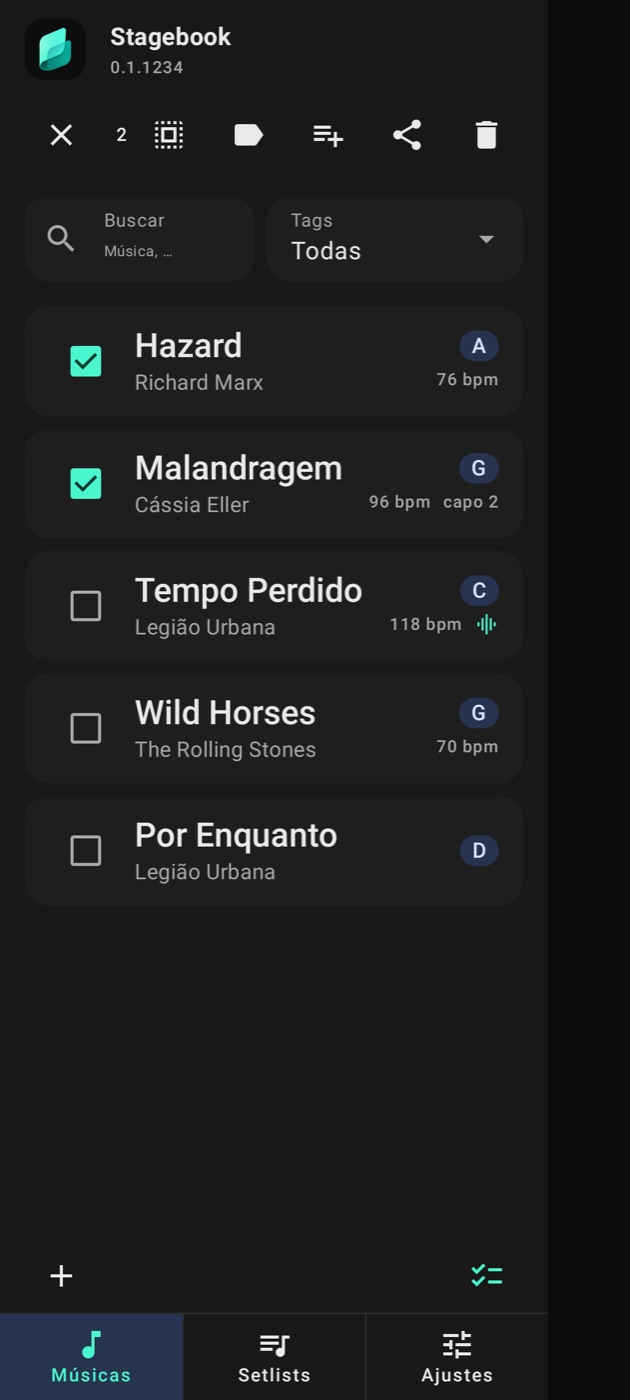 Stagebook
0.1.1234
2
Buscar
Música, ...
Tags
Todas
Hazard
A
Richard Marx
76 bpm
Malandragem
G
Cássia Eller
96 bpm capo 2
Tempo Perdido
C
Legião Urbana
118 bpm
Wild Horses
G
The Rolling Stones
70 bpm
Por Enquanto
D
Legião Urbana
Músicas
Setlists
Ajustes